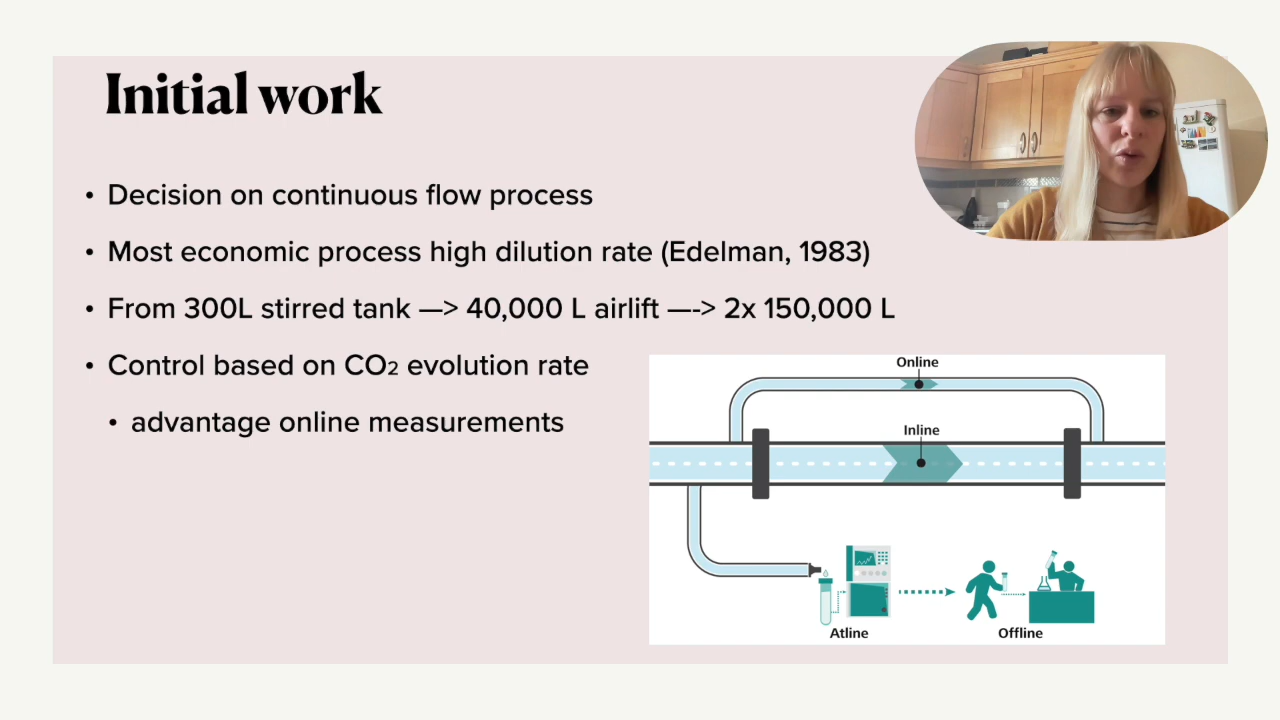 Initial work
• Decision on continuous flow process
• Most economic process high dilution rate (Edelman, 1983)
• From 300L stirred tank —> 40,000 L airlift —-> 2x 150,000 L
• Control based on CO₂ evolution rate
• advantage online measurements
Online
Inline
Atline
Offline